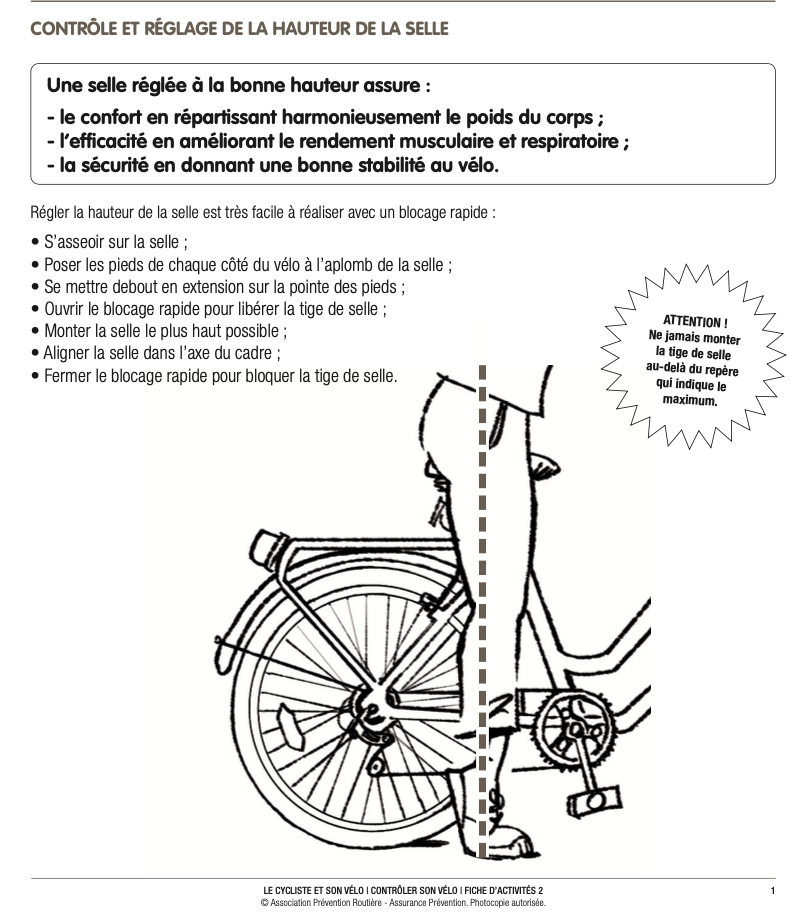 CONTRÔLE ET RÉGLAGE DE LA HAUTEUR DE LA SELLE
Une selle réglée à la bonne hauteur assure :
- le confort en répartissant harmonieusement le poids du corps ;
- l'efficacité en améliorant le rendement musculaire et respiratoire ;
- la sécurité en donnant une bonne stabilité au vélo.
Régler la hauteur de la selle est très facile à réaliser avec un blocage rapide :
• S'asseoir sur la selle ;
• Poser les pieds de chaque côté du vélo à l'aplomb de la selle ;
• Se mettre debout en extension sur la pointe des pieds ;
• Ouvrir le blocage rapide pour libérer la tige de selle ;
• Monter la selle le plus haut possible ;
• Aligner la selle dans l'axe du cadre ;
• Fermer le blocage rapide pour bloquer la tige de selle.
ATTENTION !
Ne jamais monter
la tige de selle
au-delà du repère
qui indique le
maximum.
LE CYCLISTE ET SON VÉLO | CONTRÔLER SON VÉLO | FICHE D'ACTIVITÉS 2
1
© Association Prévention Routière - Assurance Prévention. Photocopie autorisée.